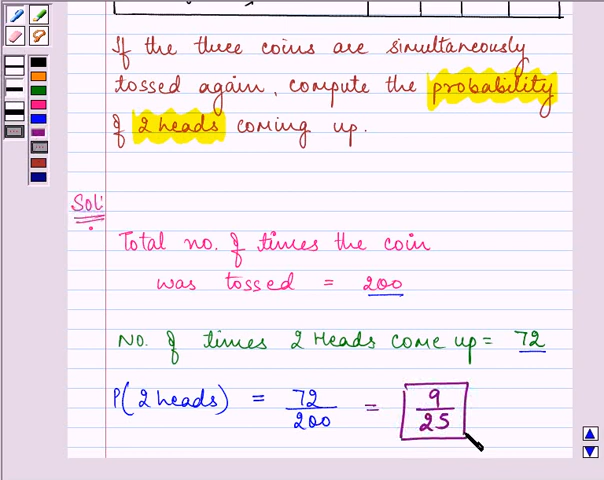 If the three coins are simultaneously
tossed again, compute the probability
of 2 heads coming up.
Sol:
Total no. of times the coin
was tossed = 200
No. of times 2 Heads come up = 72
P(2 heads) = 72/200 = 9/25